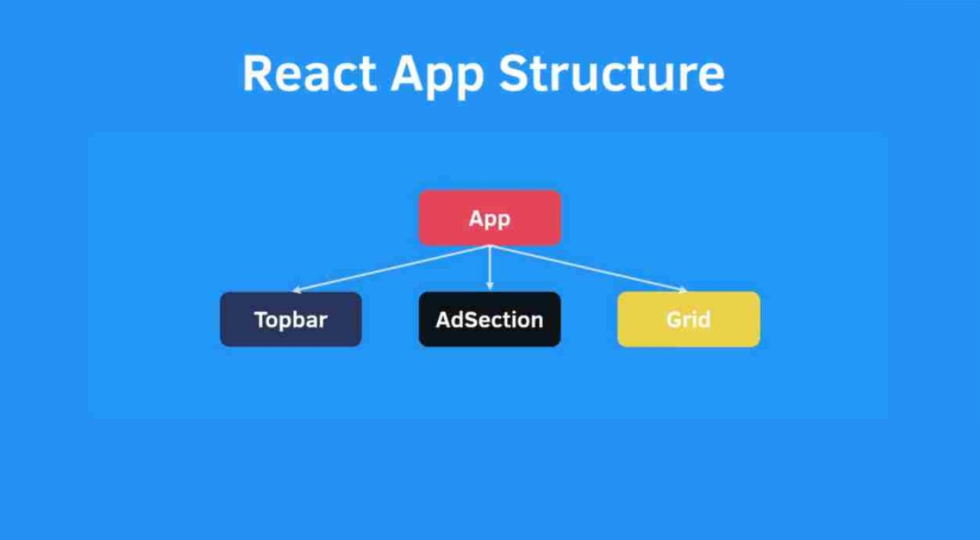 React App Structure
App
Topbar
AdSection
Grid